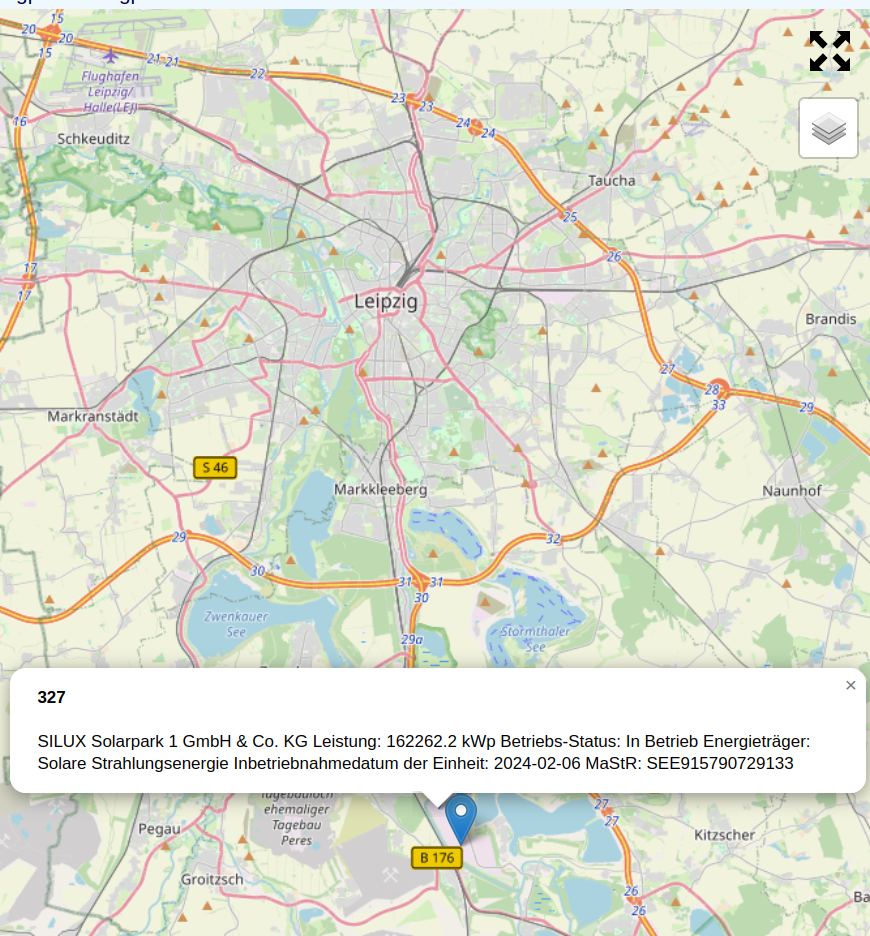 15
20
20
15
21
21
22
Flughafen
Leipzig/
Halle(LEJ)
23
23
24
24
16
Schkeuditz
Taucha
25
26
17
17
Leipzig
Brandis
27
28
33
29
Markranstädt
S 46
Markkleeberg
Naunhof
29
32
30
31
31
30
Zwenkauer
See
Störmthaler
See
29a
×
327
SILUX Solarpark 1 GmbH & Co. KG Leistung: 162262.2 kWp Betriebs-Status: In Betrieb Energieträger:
Solare Strahlungsenergie Inbetriebnahmedatum der Einheit: 2024-02-06 MaStR: SEE915790729133
Tagebaufolgen
ehemaliger
Tagebau
Peres
27
27
Pegau
Kitzscher
B 176
Groitzsch
26
26
Ba